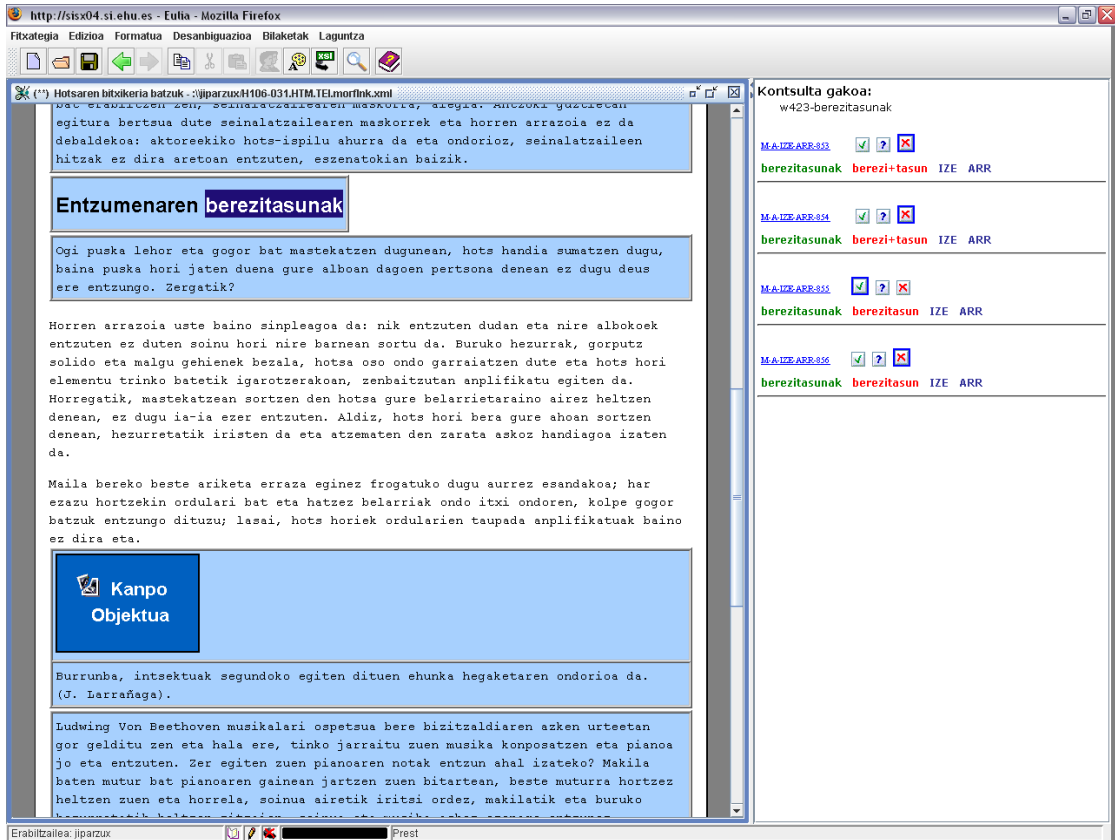 http://sisx04.si.ehu.es - Eulia - Mozilla Firefox
Fitxategia Edizioa Formatua Desanbiguazioa Bilaketak Laguntza
xsl
(**) Hotsaren bitxikeria batzuk - :\\jiparzux/H106-031.HTM.TEI.morflnk.xml
bat erabiltzen zen, seinalatzailearen maskorra, alegia. Antzoki guztietan
egitura bertsua dute seinalatzailearen maskorrek eta horren arrazoia ez da
debaldekoa: aktoreekiko hots-ispilu ahurra da eta ondorioz, seinalatzaileen
hitzak ez dira aretoan entzuten, eszenatokian baizik.
Entzumenaren berezitasunak
Ogi puska lehor eta gogor bat mastekatzen dugunean, hots handia sumatzen dugu,
baina puska hori jaten duena gure alboan dagoen pertsona denean ez dugu deus
ere entzungo. Zergatik?
Horren arrazoia uste baino sinpleagoa da: nik entzuten dudan eta nire albokoek
entzuten ez duten soinu hori nire barnean sortu da. Buruko hezurrak, gorputz
solido eta malgu gehienek bezala, hotsa oso ondo garraiatzen dute eta hots hori
elementu trinko batetik igarotzerakoan, zenbaitzutan anplifikatu egiten da.
Horregatik, mastekatzean sortzen den hotsa gure belarrietaraino airez heltzen
denean, ez dugu ia-ia ezer entzuten. Aldiz, hots hori bera gure ahoan sortzen
denean, hezurretatik iristen da eta atzematen den zarata askoz handiagoa izaten
da.
Maila bereko beste ariketa erraza eginez frogatuko dugu aurrez esandakoa; har
ezazu hortzekin ordulari bat eta hatzez belarriak ondo itxi ondoren, kolpe gogor
batzuk entzungo dituzu; lasai, hots horiek ordularien taupada anplifikatuak baino
ez dira eta.
Kanpo
Objektua
Burrunba, intsektuak segundoko egiten dituen ehunka hegaketaren ondorioa da.
(J. Larrañaga).
Ludwing Von Beethoven musikalari ospetsua bere bizitzaldiaren azken urteetan
gor gelditu zen eta hala ere, tinko jarraitu zuen musika konposatzen eta pianoa
jo eta entzuten. Zer egiten zuen pianoaren notak entzun ahal izateko? Makila
baten mutur bat pianoaren gainean jartzen zuen bitartean, beste muturra hortzez
heltzen zuen eta horrela, soinua airetik iritsi ordez, makilatik eta buruko
Kontsulta gakoa:
w423-berezitasunak
M-A-IZE-ARR-853 ?
berezitasunak berezi+tasun IZE ARR
M-A-IZE-ARR-854 ?
berezitasunak berezi+tasun IZE ARR
M-A-IZE-ARR-855 ?
berezitasunak berezitasun IZE ARR
M-A-IZE-ARR-856 ?
berezitasunak berezitasun IZE ARR
Erabiltzailea: jiparzux Prest